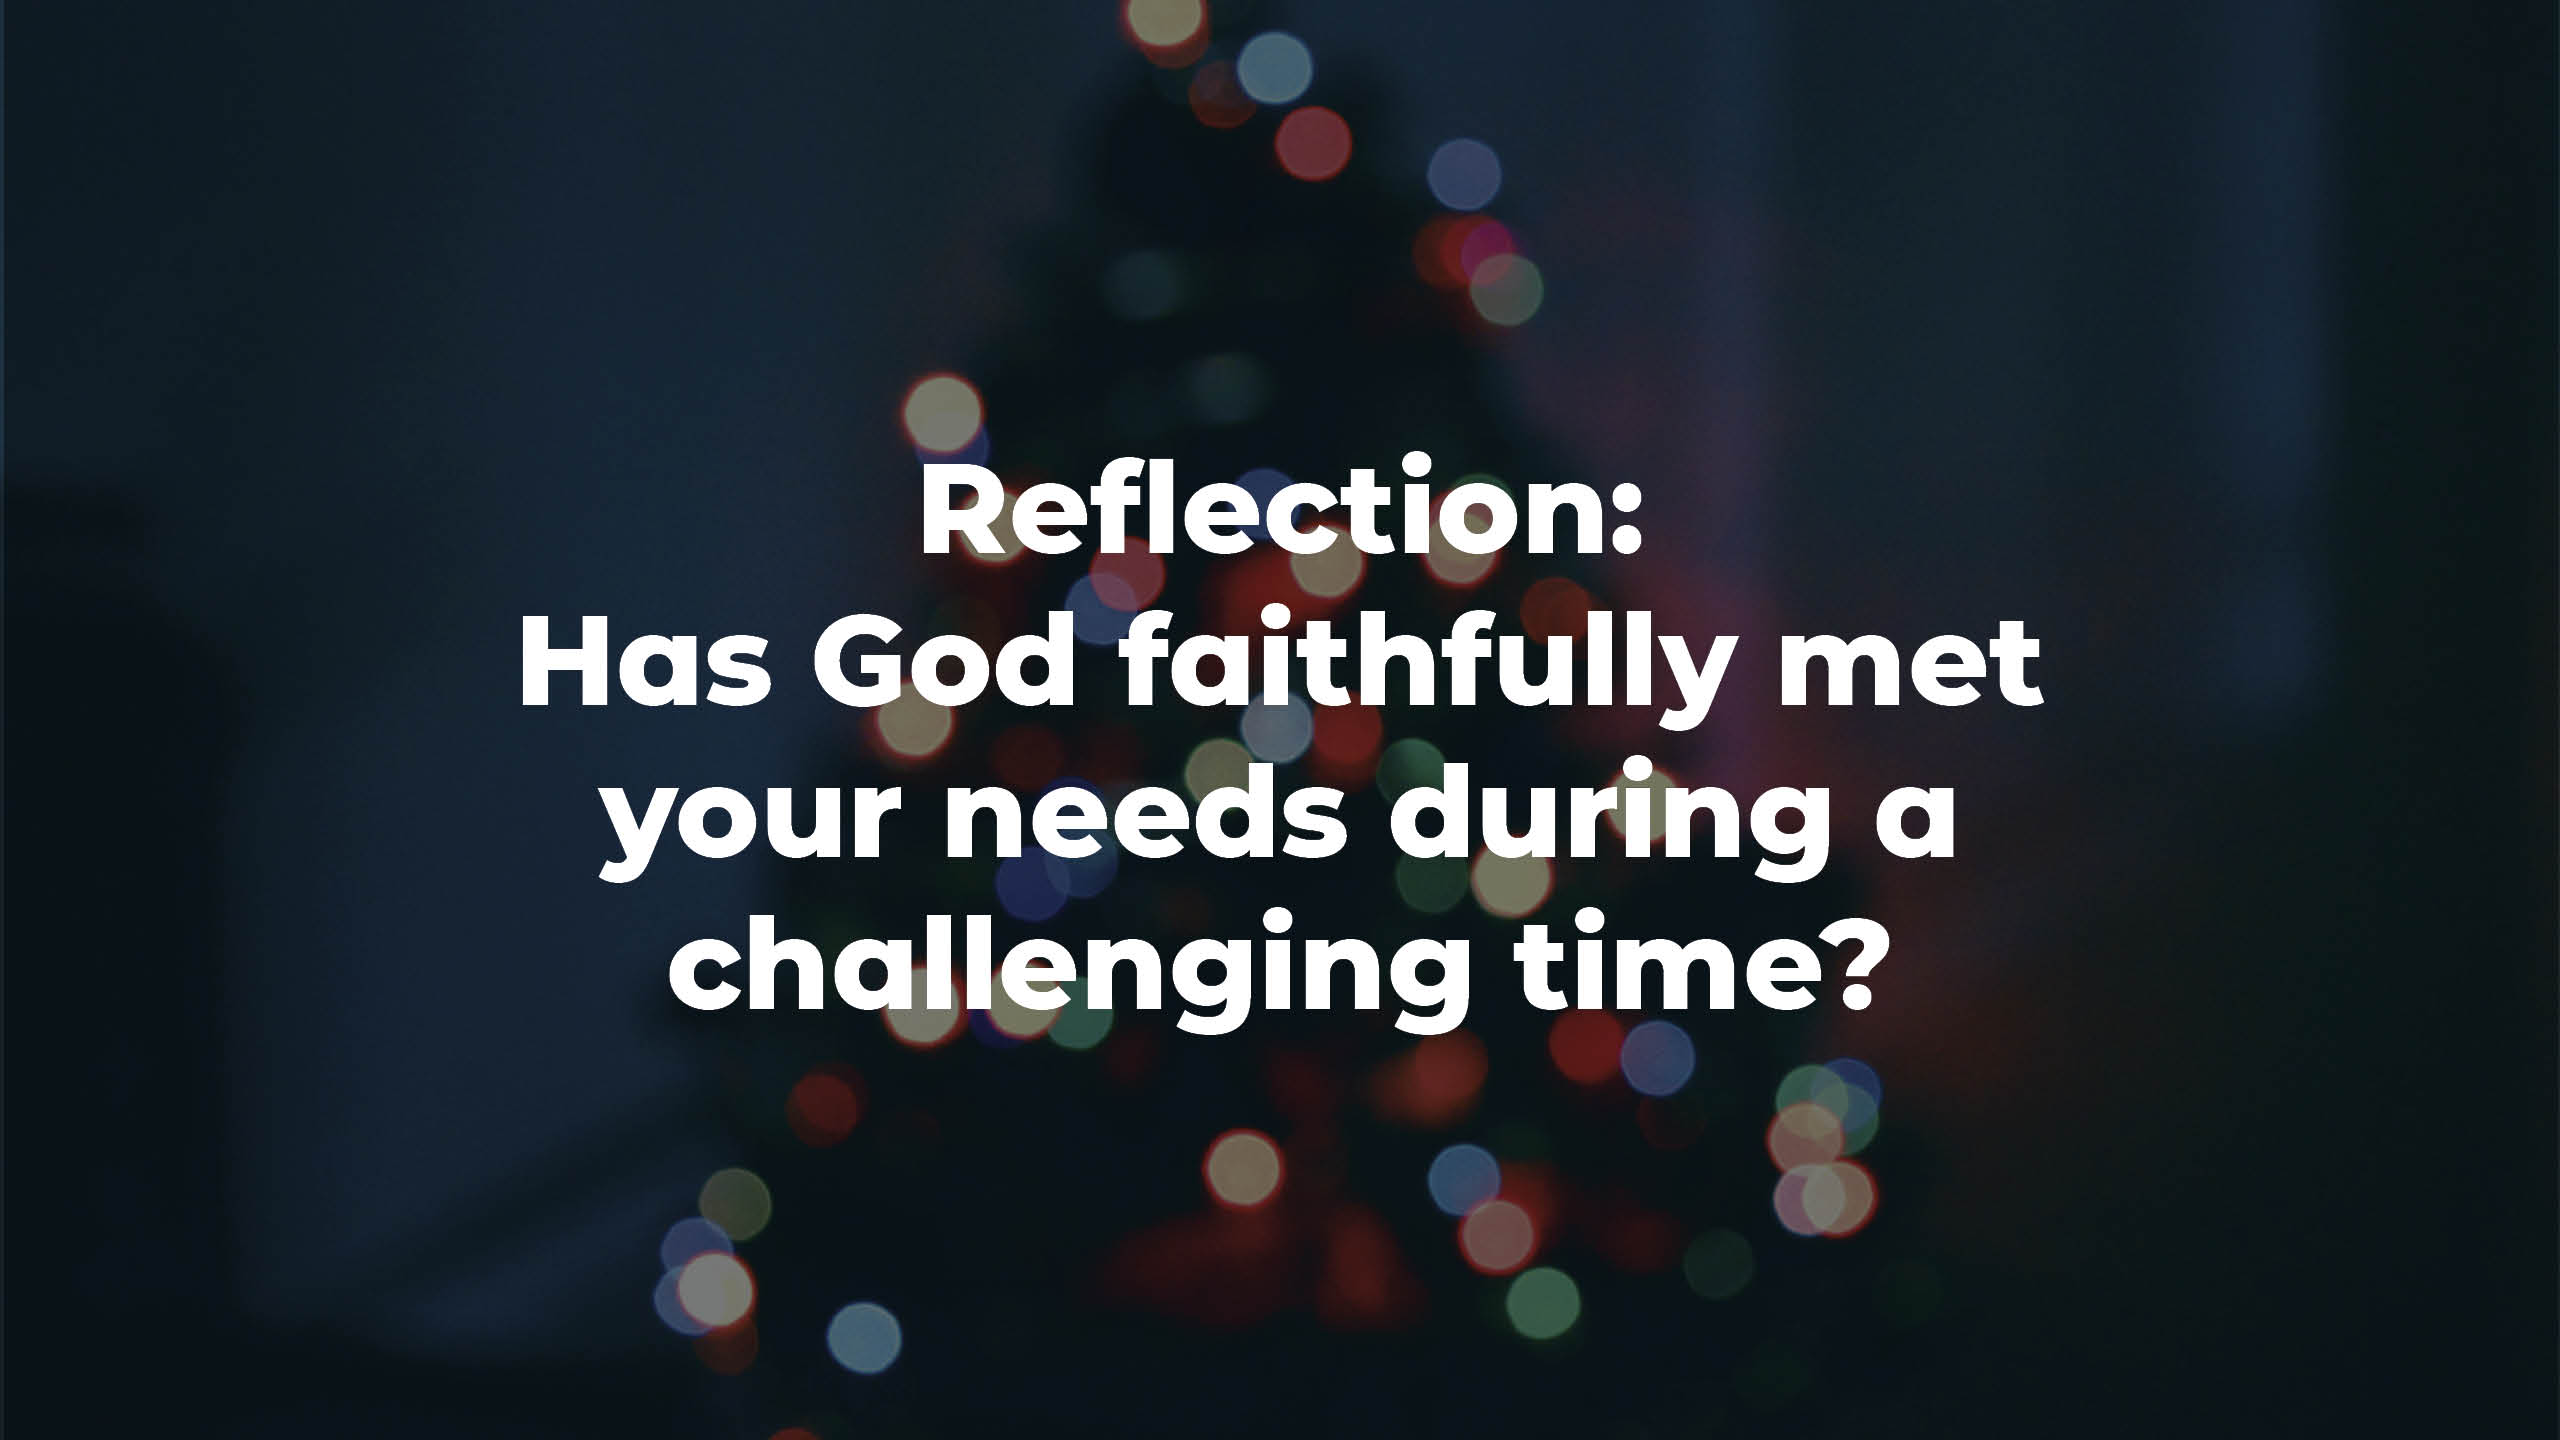 Reflection:
Has God faithfully met
your needs during a
challenging time?